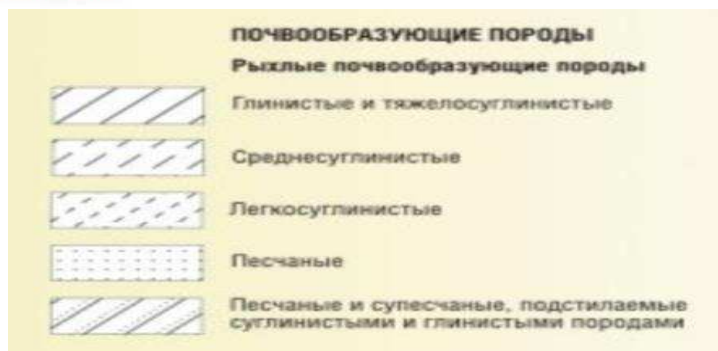 ПОЧВООБРАЗУЮЩИЕ ПОРОДЫ
Рыхлые почвообразующие породы
Глинистые и тяжелосуглинистые
Среднесуглинистые
Легкосуглинистые
Песчаные
Песчаные и супесчаные, подстилаемые
суглинистыми и глинистыми породами